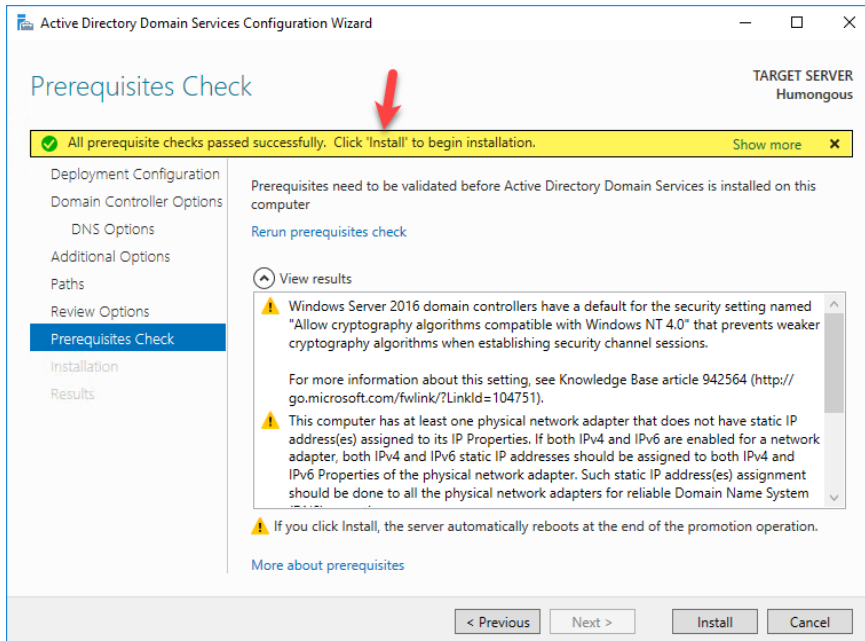 Active Directory Domain Services Configuration Wizard
Prerequisites Check
TARGET SERVER
Humongous
All prerequisite checks passed successfully.  Click 'Install' to begin installation.
Show more
Deployment Configuration
Domain Controller Options
DNS Options
Additional Options
Paths
Review Options
Prerequisites Check
Installation
Results
Prerequisites need to be validated before Active Directory Domain Services is installed on this
computer
Rerun prerequisites check
View results
Windows Server 2016 domain controllers have a default for the security setting named
"Allow cryptography algorithms compatible with Windows NT 4.0" that prevents weaker
cryptography algorithms when establishing security channel sessions.
For more information about this setting, see Knowledge Base article 942564 (http://
go.microsoft.com/fwlink/?LinkId=104751).
This computer has at least one physical network adapter that does not have static IP
address(es) assigned to its IP Properties. If both IPv4 and IPv6 are enabled for a network
adapter, both IPv4 and IPv6 static IP addresses should be assigned to both IPv4 and
IPv6 Properties of the physical network adapter. Such static IP address(es) assignment
should be done to all the physical network adapters for reliable Domain Name System
If you click Install, the server automatically reboots at the end of the promotion operation.
More about prerequisites
< Previous
Next >
Install
Cancel